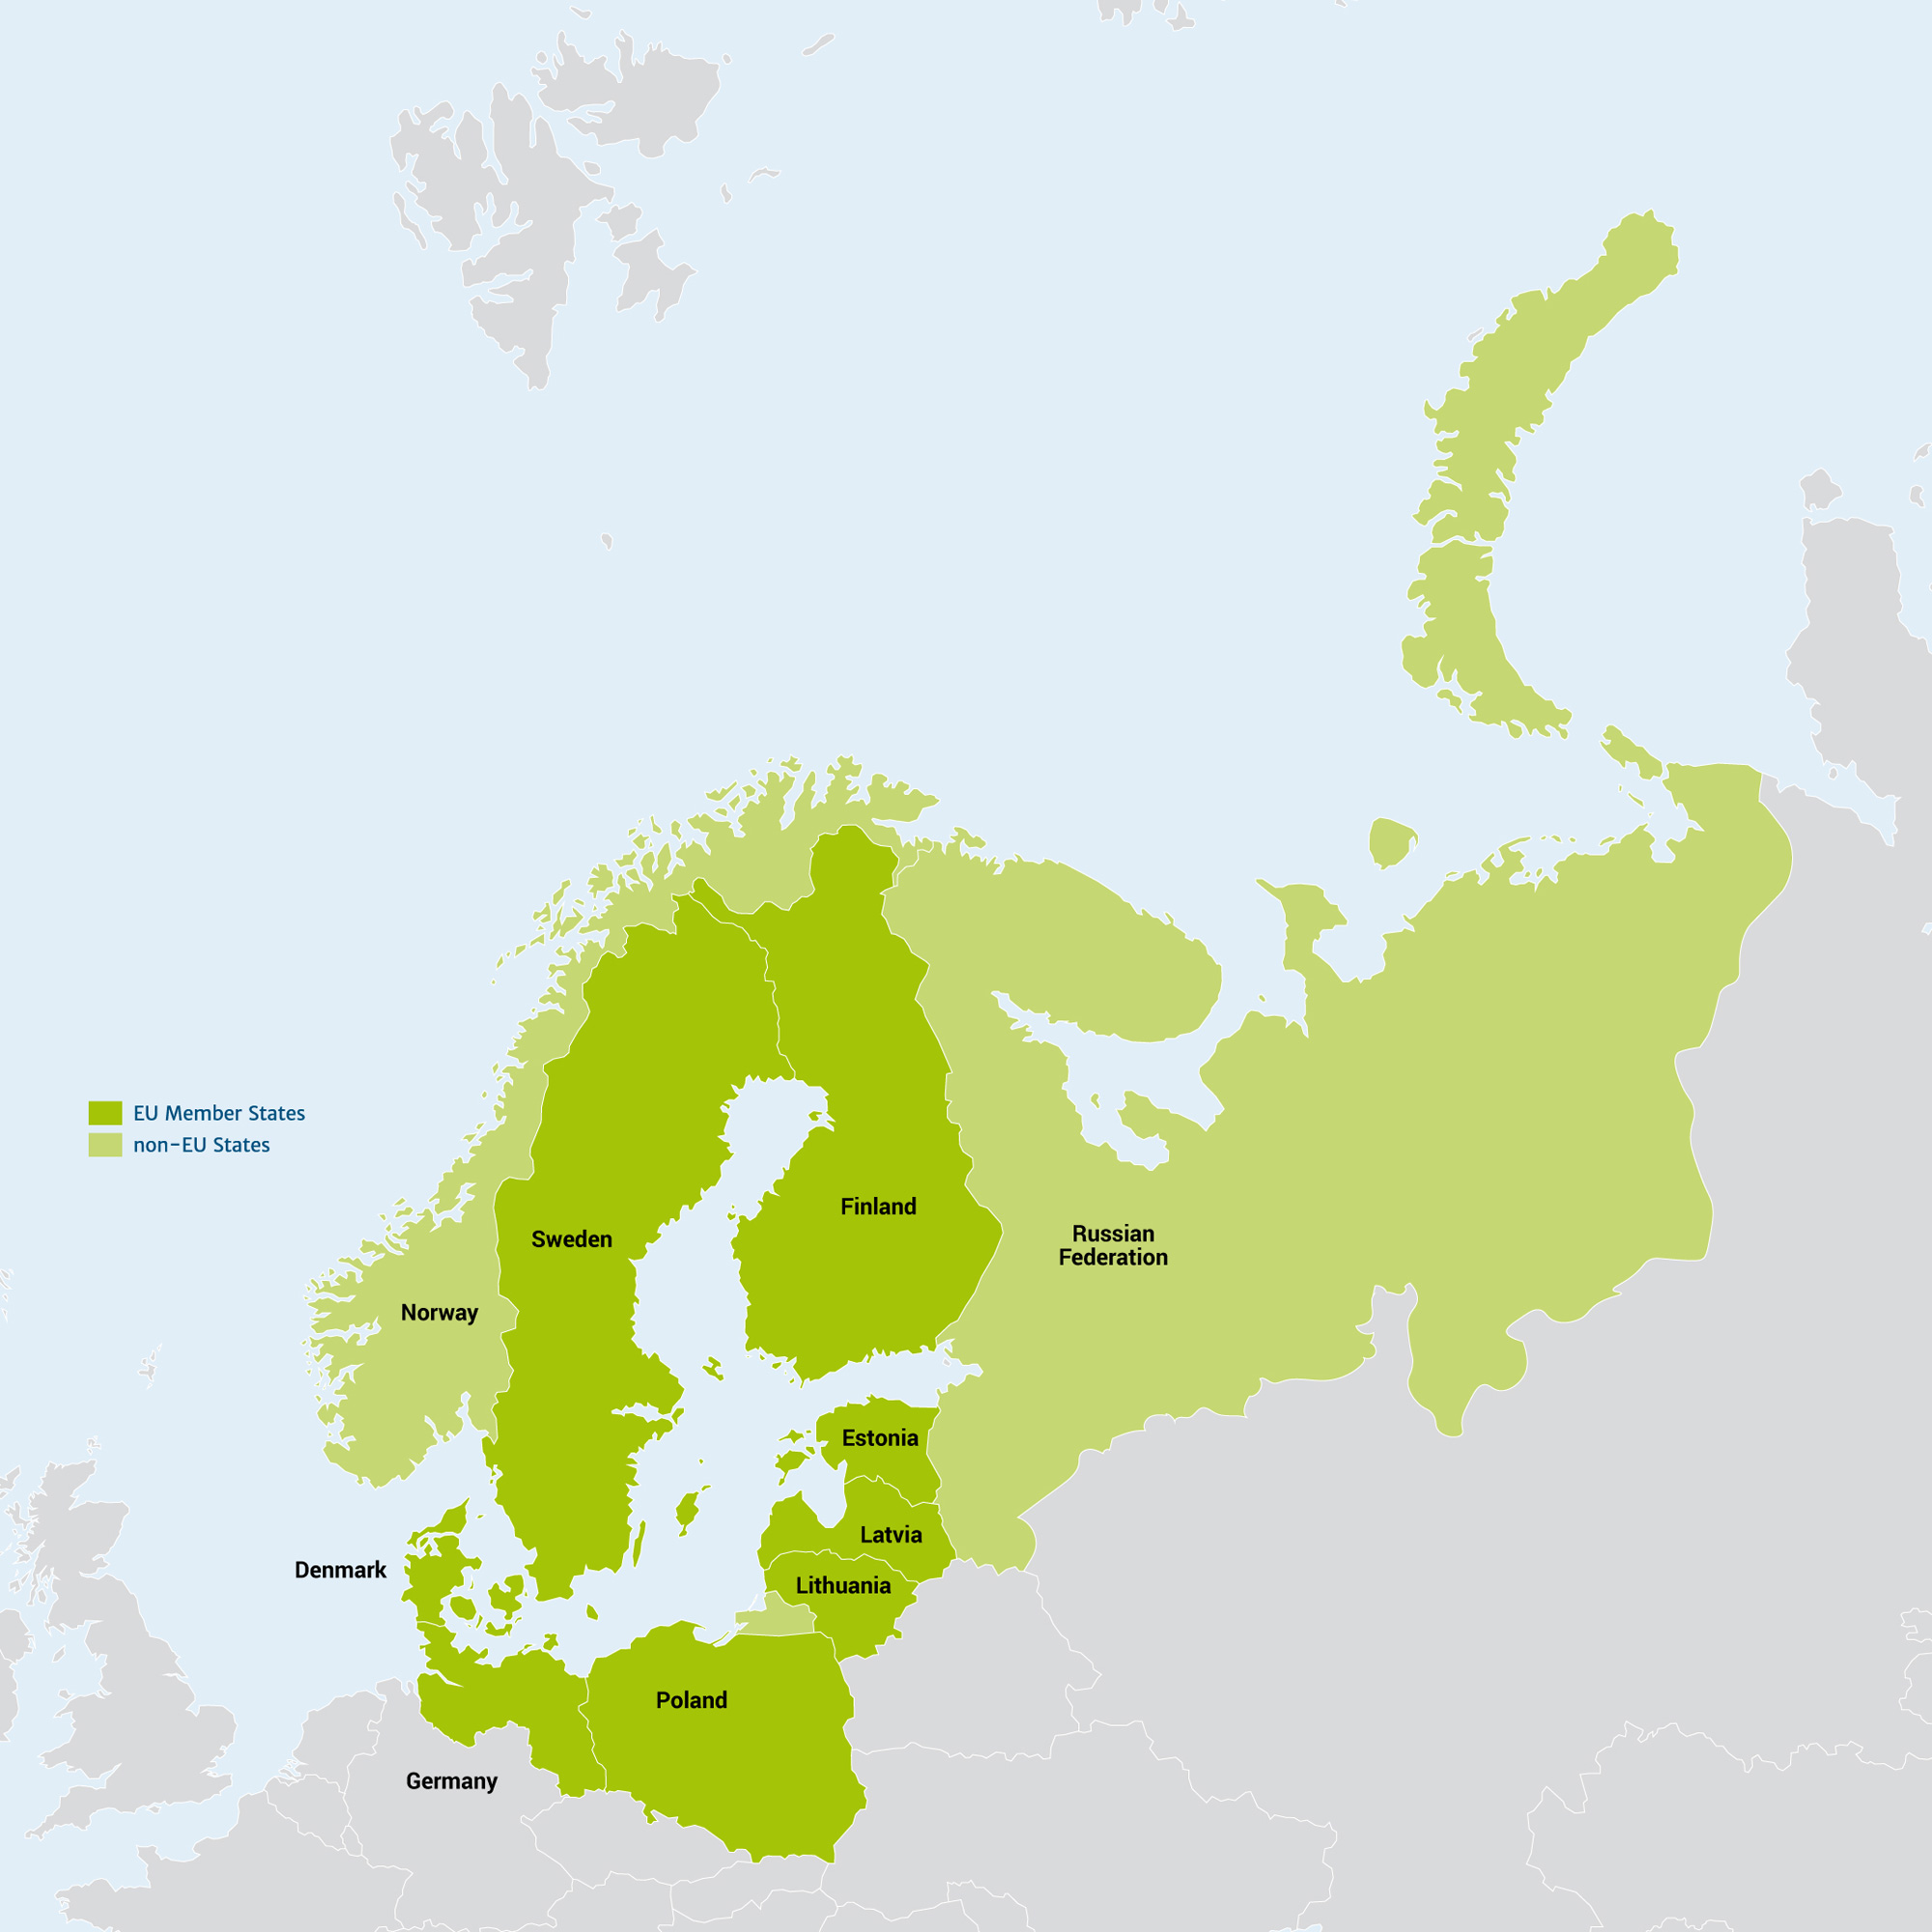 EU Member States
non-EU States
Finland
Russian
Federation
Sweden
Norway
Estonia
Latvia
Denmark
Lithuania
Poland
Germany